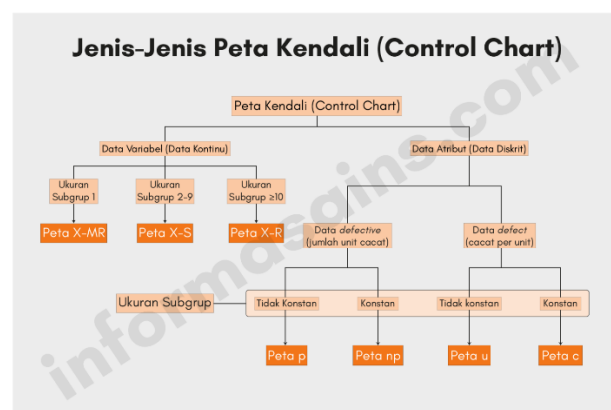 Jenis-Jenis Peta Kendali (Control Chart)
Peta Kendali (Control Chart)
Data Variabel (Data Kontinu)
Data Atribut (Data Diskrit)
Ukuran
Subgrup 1
Ukuran
Subgrup 2-9
Ukuran
Subgrup ≥10
Peta X-MR
Peta X-S
Peta X-R
Data defective
(jumlah unit cacat)
Data defect
(cacat per unit)
Ukuran Subgrup
Tidak Konstan
Konstan
Tidak konstan
Konstan
Peta p
Peta np
Peta u
Peta c
informasains.com